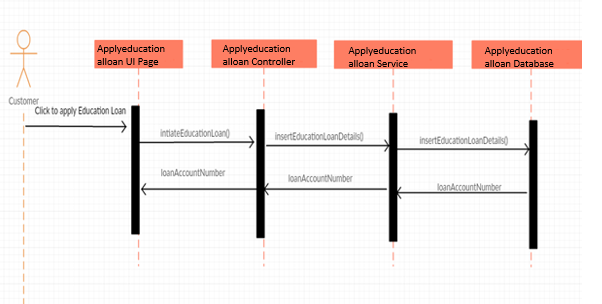 Applyeducation
alloan UI Page
Applyeducation
alloan Controller
Applyeducation
alloan Service
Applyeducation
alloan Database
Customer
Click to apply Education Loan
intiateEducationLoan()
insertEducationLoanDetails()
insertEducationLoanDetails()
loanAccountNumber
loanAccountNumber
loanAccountNumber